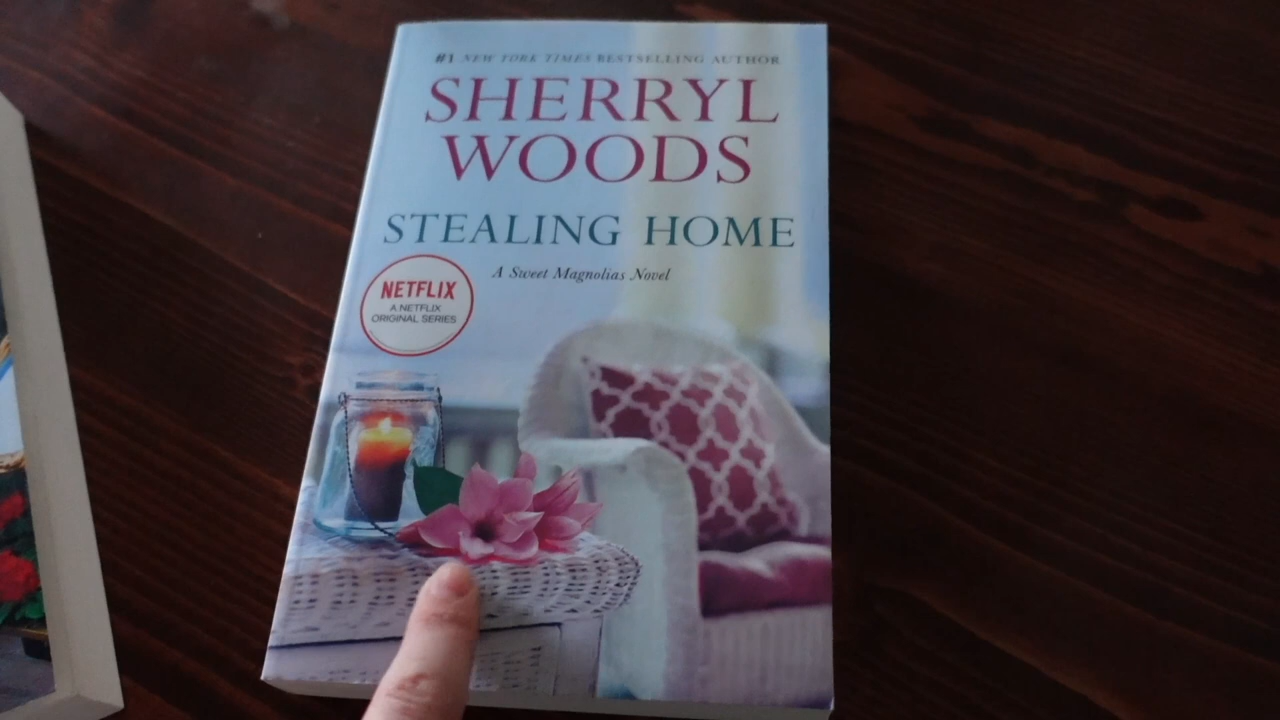 #1 NEW YORK TIMES BESTSELLING AUTHOR
SHERRYL
WOODS
STEALING HOME
A Sweet Magnolias Novel
NETFLIX
A NETFLIX
ORIGINAL SERIES